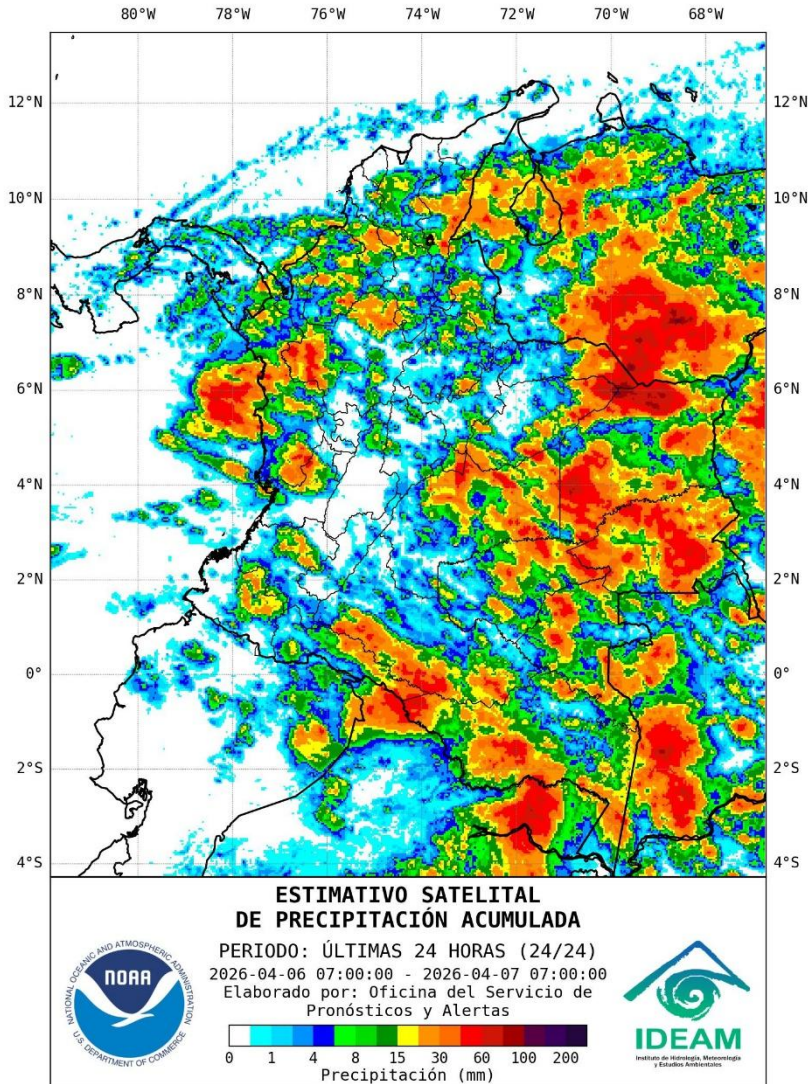 80°W 78°W 76°W 74°W 72°W 70°W 68°W
12°N 12°N
10°N 10°N
8°N 8°N
6°N 6°N
4°N 4°N
2°N 2°N
0° 0°
2°S 2°S
4°S 4°S
ESTIMATIVO SATELITAL
DE PRECIPITACIÓN ACUMULADA
PERIODO: ÚLTIMAS 24 HORAS (24/24)
2026-04-06 07:00:00 - 2026-04-07 07:00:00
Elaborado por: Oficina del Servicio de
Pronósticos y Alertas
0 1 4 8 15 30 60 100 200
Precipitación (mm)
NATIONAL OCEANIC AND ATMOSPHERIC ADMINISTRATION
NOAA
U.S. DEPARTMENT OF COMMERCE
IDEAM
Instituto de Hidrología, Meteorología
y Estudios Ambientales